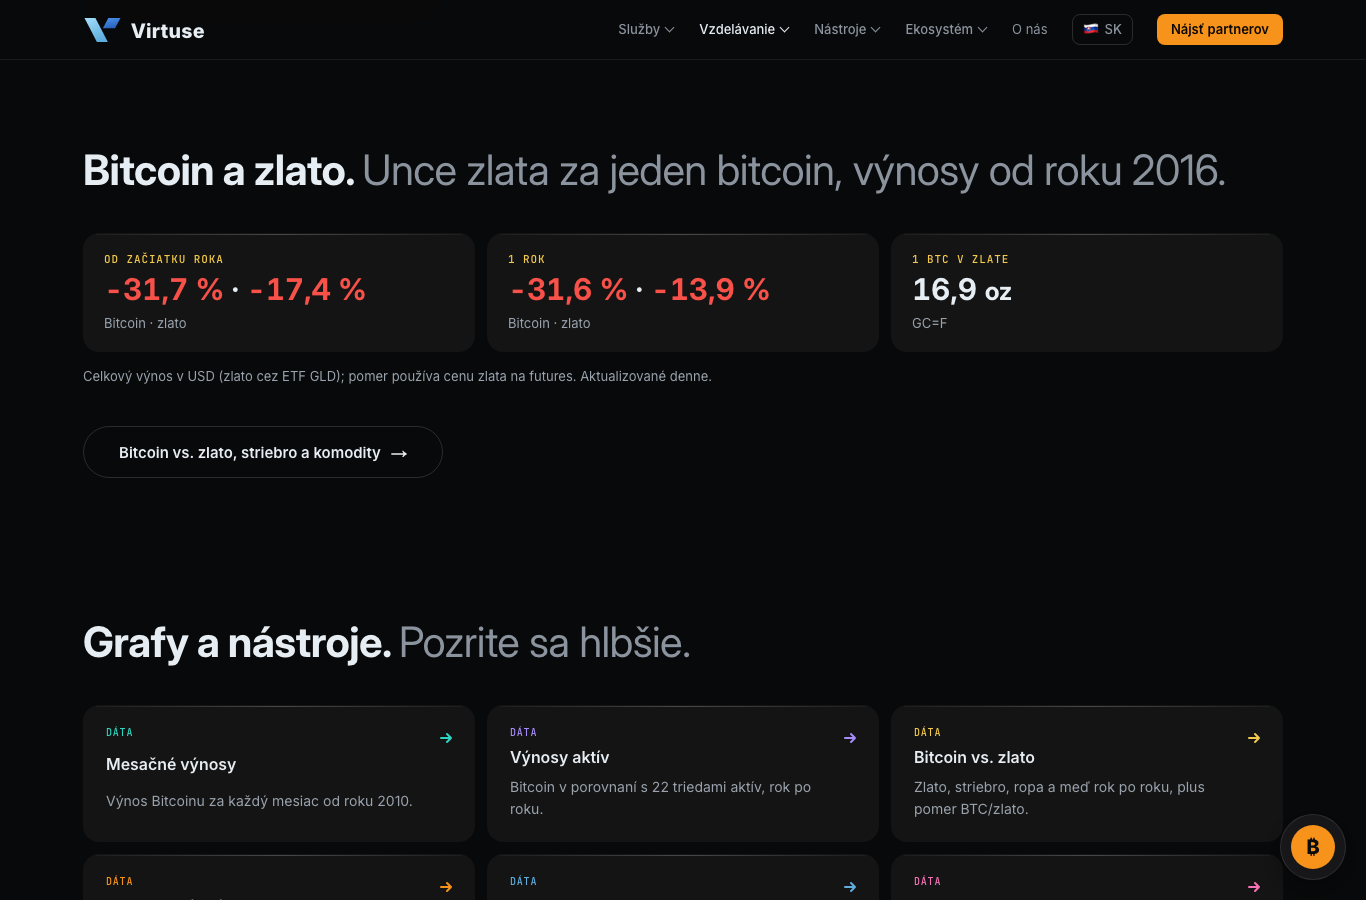 Virtuse
Služby
Vzdelávanie
Nástroje
Ekosystém
O nás
SK
Nájsť partnerov
Bitcoin a zlato. Unce zlata za jeden bitcoin, výnosy od roku 2016.
OD ZAČIATKU ROKA
-31,7 % · -17,4 %
Bitcoin · zlato
1 ROK
-31,6 % · -13,9 %
Bitcoin · zlato
1 BTC V ZLATE
16,9 oz
GC=F
Celkový výnos v USD (zlato cez ETF GLD); pomer používa cenu zlata na futures. Aktualizované denne.
Bitcoin vs. zlato, striebro a komodity →
Grafy a nástroje. Pozrite sa hlbšie.
DÁTA
Mesačné výnosy
Výnos Bitcoinu za každý mesiac od roku 2010.
DÁTA
Výnosy aktív
Bitcoin v porovnaní s 22 triedami aktív, rok po
roku.
DÁTA
Bitcoin vs. zlato
Zlato, striebro, ropa a meď rok po roku, plus
pomer BTC/zlato.
DÁTA
DÁTA
DÁTA